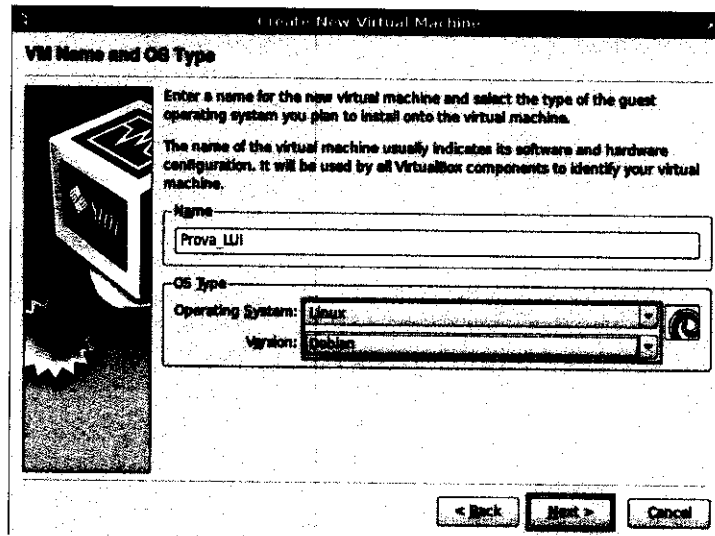 Create New Virtual Machine
VM Name and OS Type
Enter a name for the new virtual machine and select the type of the guest
operating system you plan to install onto the virtual machine.
The name of the virtual machine usually indicates its software and hardware
configuration. It will be used by all VirtualBox components to identify your virtual
machine.
Sun
Name
Prova_LUi
OS Type
Operating System: Linux
Version: Debian
< Back Next > Cancel